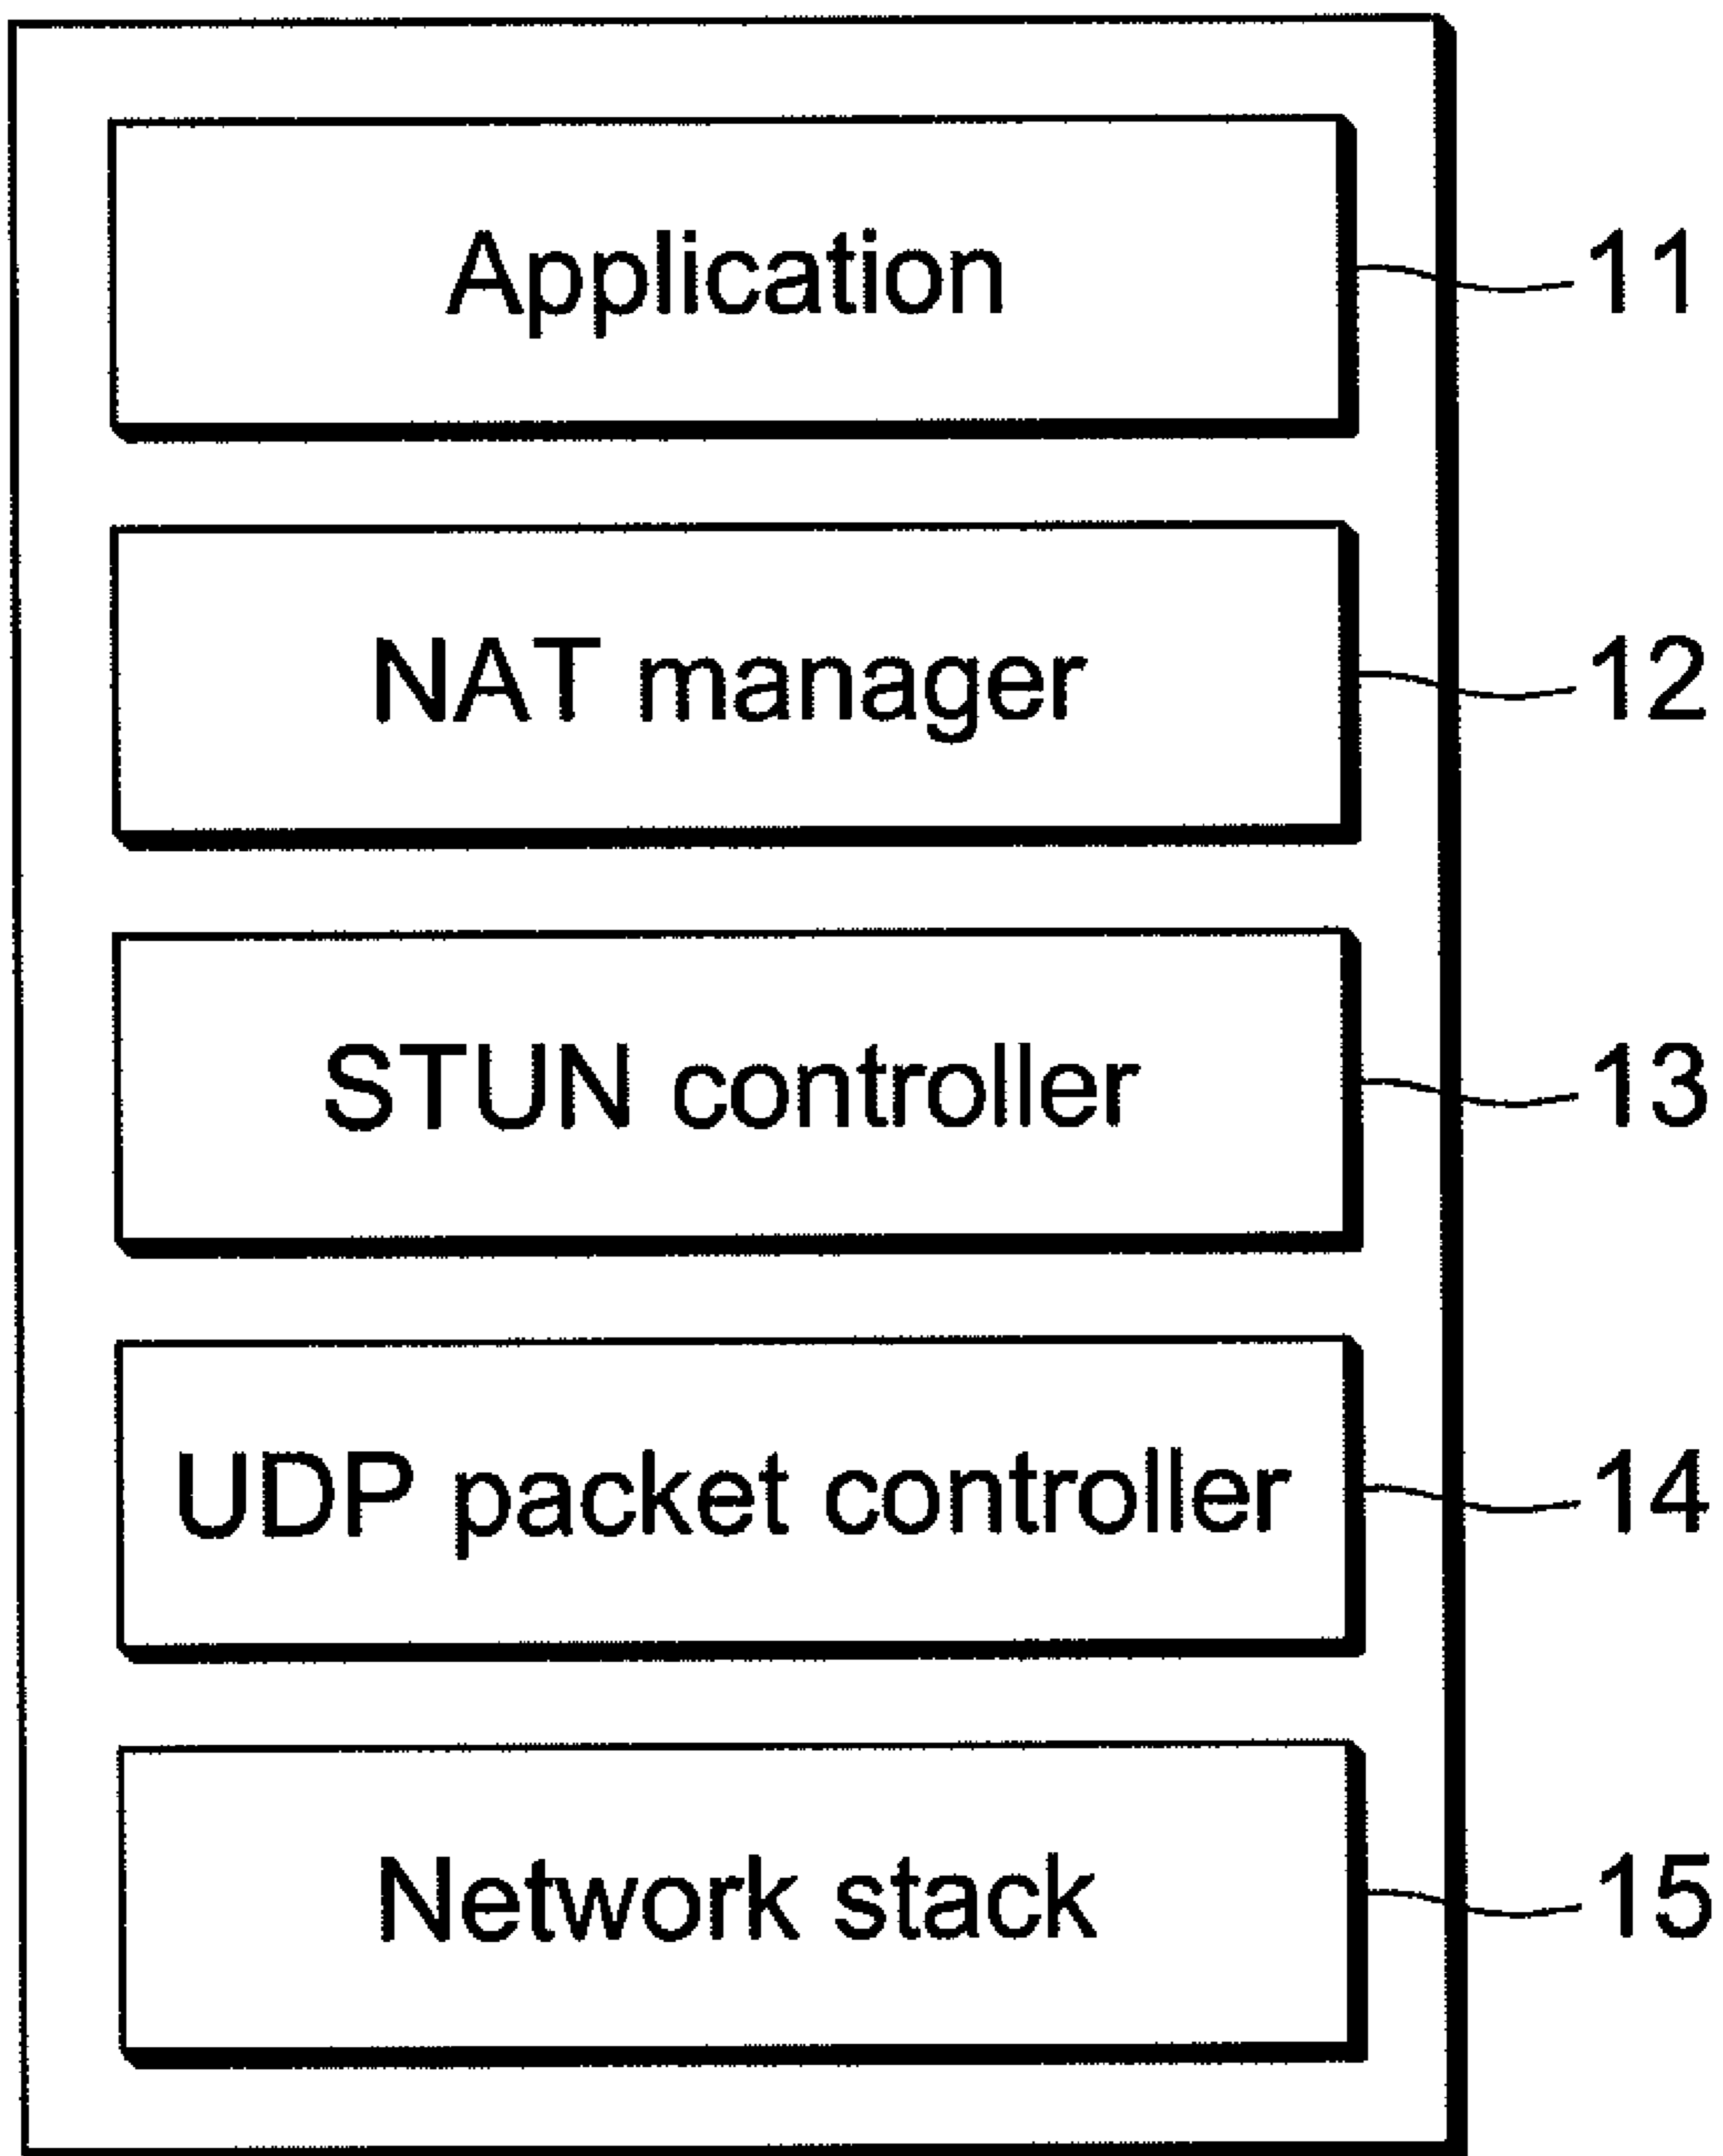 Application 11
NAT manager 12
STUN controller 13
UDP packet controller 14
Network stack 15